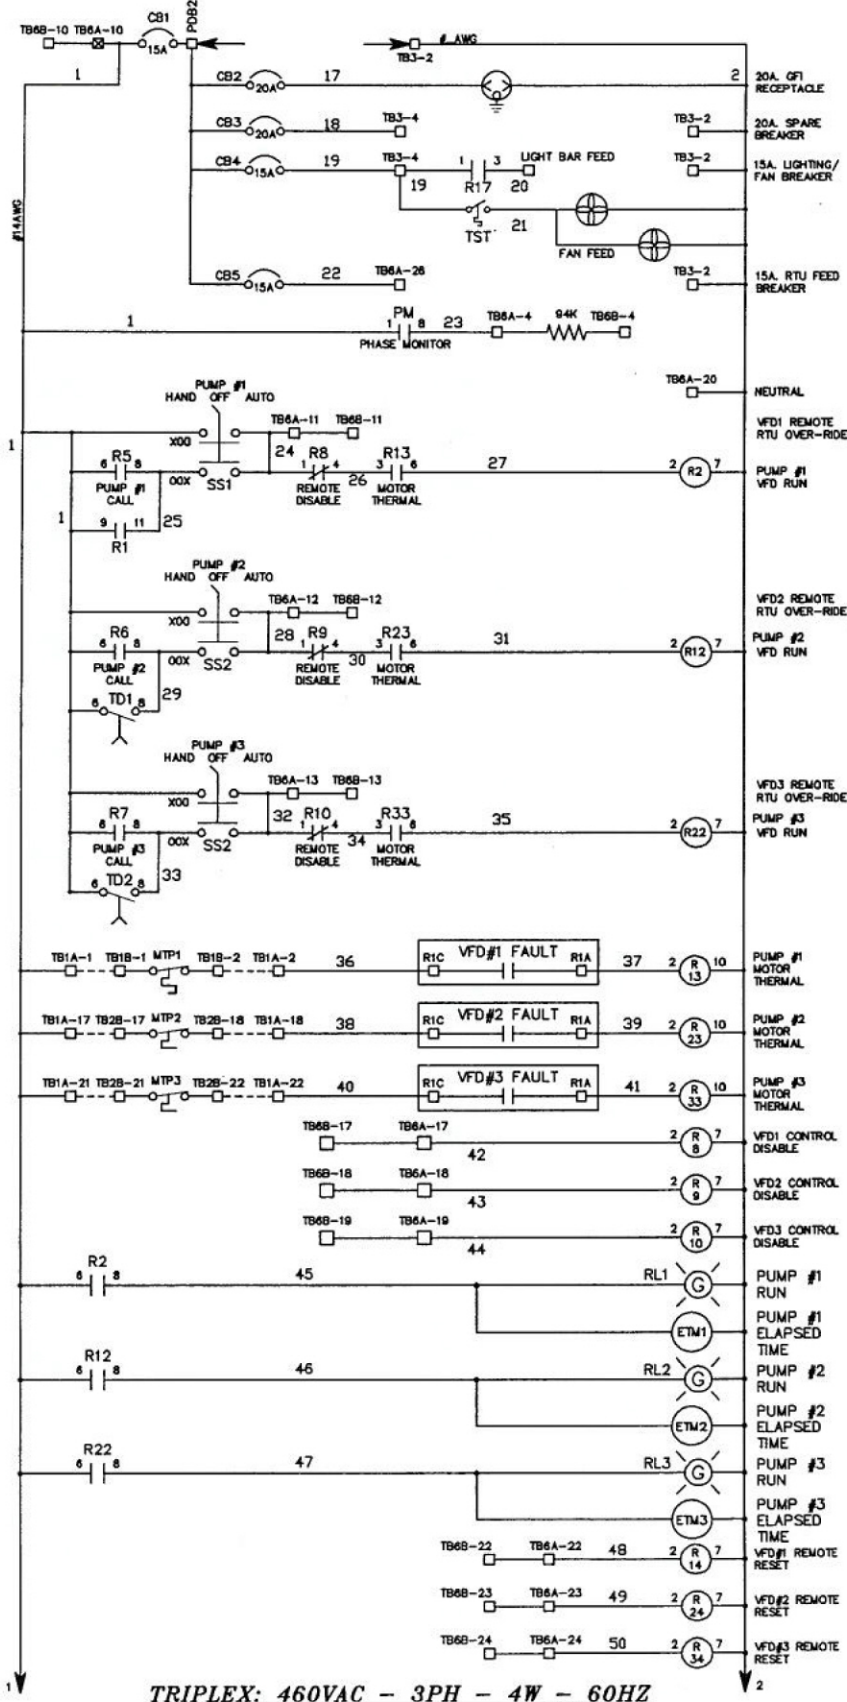 TB6B-10 TB6A-10 CB1 15A PDB2 TB3-2 #_AWG
1 CB2 20A 17 2 20A. GFI
RECEPTACLE
CB3 20A 18 TB3-4 TB3-2 20A. SPARE
BREAKER
CB4 15A 19 TB3-4 1 3 R17 LIGHT BAR FEED TB3-2 15A. LIGHTING/
FAN BREAKER
19 20
#14AWG
TST 21
FAN FEED
CB5 15A 22 TB6A-26 TB3-2 15A. RTU FEED
BREAKER
1 PM 1 8 23 TB6A-4 94K TB6B-4
PHASE MONITOR
TB6A-20 NEUTRAL
PUMP #1
HAND OFF AUTO
TB6A-11 TB6B-11 VFD1 REMOTE
RTU OVER-RIDE
1 XOO 24
R5 6 8 OOX SS1 R8 1 4 26 R13 3 6 27 2 R2 7 PUMP #1
VFD RUN
PUMP #1
CALL
REMOTE
DISABLE
MOTOR
THERMAL
1 25
9 11
R1
PUMP #2
HAND OFF AUTO
TB6A-12 TB6B-12 VFD2 REMOTE
RTU OVER-RIDE
XOO 28
R6 6 8 OOX SS2 R9 1 4 30 R23 3 6 31 2 R12 7 PUMP #2
VFD RUN
PUMP #2
CALL
REMOTE
DISABLE
MOTOR
THERMAL
29
6 TD1 8
PUMP #3
HAND OFF AUTO
TB6A-13 TB6B-13 VFD3 REMOTE
RTU OVER-RIDE
XOO 32
R7 6 8 OOX SS2 R10 1 4 34 R33 3 6 35 2 R22 7 PUMP #3
VFD RUN
PUMP #3
CALL
REMOTE
DISABLE
MOTOR
THERMAL
33
6 TD2 8
TB1A-1 TB1B-1 MTP1 TB1B-2 TB1A-2 36 R1C VFD#1 FAULT R1A 37 2 R
13 10 PUMP #1
MOTOR
THERMAL
TB1A-17 TB2B-17 MTP2 TB2B-18 TB1A-18 38 R1C VFD#2 FAULT R1A 39 2 R
23 10 PUMP #2
MOTOR
THERMAL
TB1A-21 TB2B-21 MTP3 TB2B-22 TB1A-22 40 R1C VFD#3 FAULT R1A 41 2 R
33 10 PUMP #3
MOTOR
THERMAL
TB6B-17 TB6A-17 42 2 R
8 7 VFD1 CONTROL
DISABLE
TB6B-18 TB6A-18 43 2 R
9 7 VFD2 CONTROL
DISABLE
TB6B-19 TB6A-19 44 2 R
10 7 VFD3 CONTROL
DISABLE
R2 6 8 45 RL1 G PUMP #1
RUN
ETM1 PUMP #1
ELAPSED
TIME
R12 6 8 46 RL2 G PUMP #2
RUN
ETM2 PUMP #2
ELAPSED
TIME
R22 6 8 47 RL3 G PUMP #3
RUN
ETM3 PUMP #3
ELAPSED
TIME
TB6B-22 TB6A-22 48 2 R
14 7 VFD#1 REMOTE
RESET
TB6B-23 TB6A-23 49 2 R
24 7 VFD#2 REMOTE
RESET
TB6B-24 TB6A-24 50 2 R
34 7 VFD#3 REMOTE
RESET
1 2
TRIPLEX: 460VAC - 3PH - 4W - 60HZ